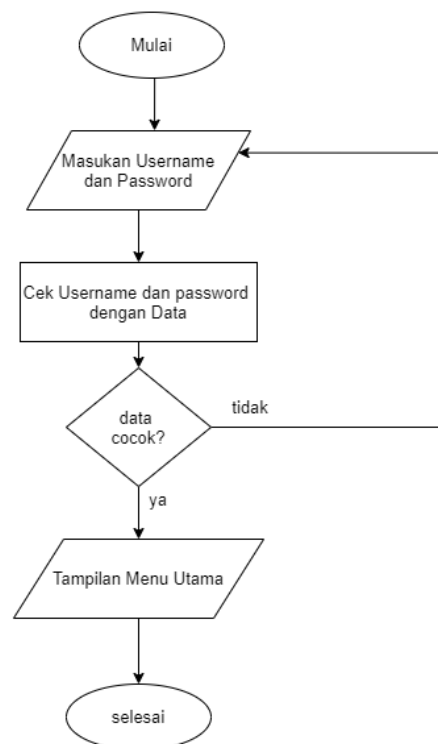 Mulai
Masukan Username
dan Password
Cek Username dan password
dengan Data
data
cocok?
tidak
ya
Tampilan Menu Utama
selesai